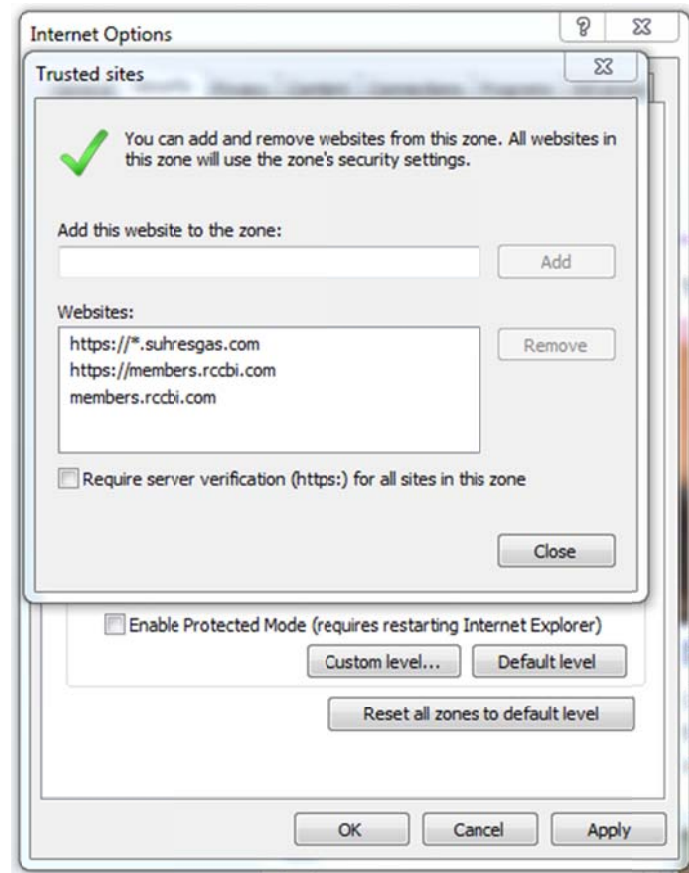 Internet Options
Trusted sites
You can add and remove websites from this zone. All websites in
this zone will use the zone's security settings.
Add this website to the zone:
Add
Websites:
https://*.suhresgas.com
https://members.rccbi.com
members.rccbi.com
Remove
Require server verification (https:) for all sites in this zone
Close
Enable Protected Mode (requires restarting Internet Explorer)
Custom level...
Default level
Reset all zones to default level
OK
Cancel
Apply